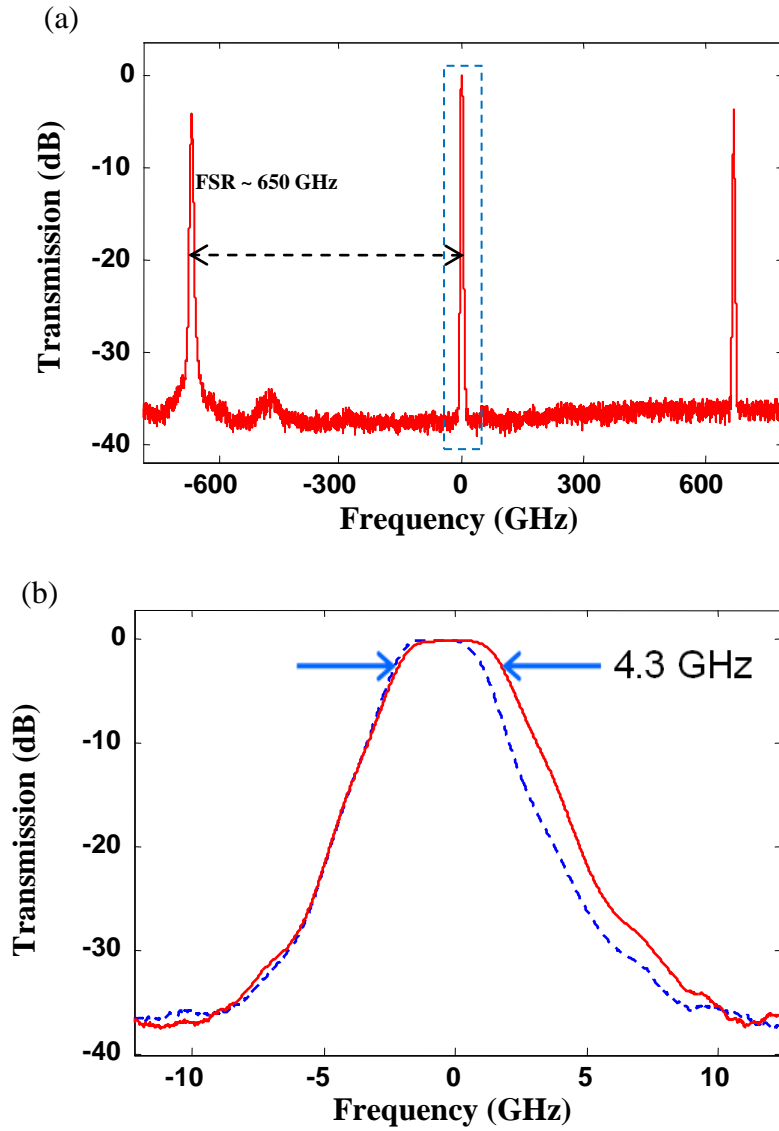 (a)
0
-10
-20
-30
-40
Transmission (dB)
FSR ~ 650 GHz
-600
-300
0
300
600
Frequency (GHz)
(b)
0
-10
-20
-30
-40
Transmission (dB)
4.3 GHz
-10
-5
0
5
10
Frequency (GHz)